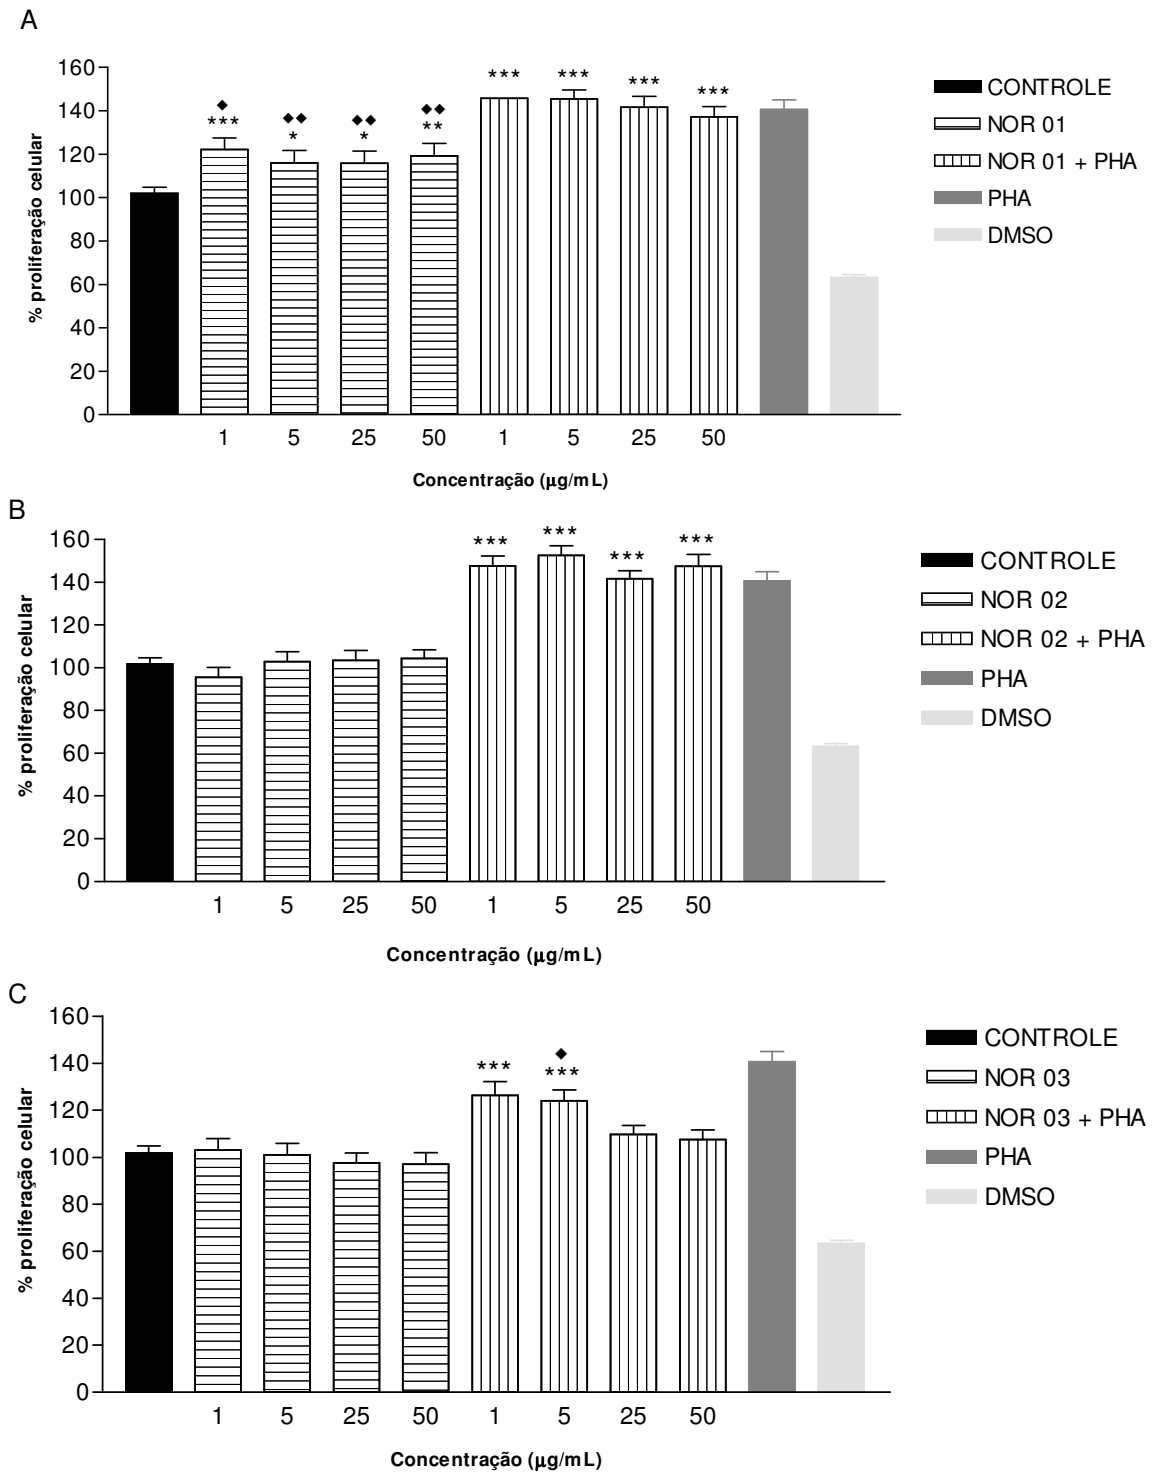 A
160
140
120
100
80
60
40
20
0
% proliferação celular
◆ ◆◆ ◆◆ ◆◆
*** * * ** *** *** *** ***
1 5 25 50 1 5 25 50
Concentração (µg/mL)
CONTROLE
NOR 01
NOR 01 + PHA
PHA
DMSO
B
160
140
120
100
80
60
40
20
0
% proliferação celular
*** *** *** ***
1 5 25 50 1 5 25 50
Concentração (µg/mL)
CONTROLE
NOR 02
NOR 02 + PHA
PHA
DMSO
C
160
140
120
100
80
60
40
20
0
% proliferação celular
◆
*** ***
1 5 25 50 1 5 25 50
Concentração (µg/mL)
CONTROLE
NOR 03
NOR 03 + PHA
PHA
DMSO